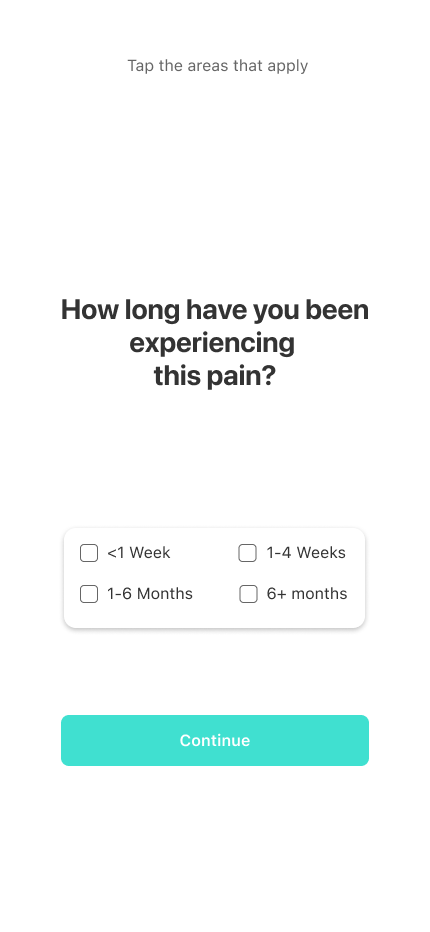 Tap the areas that apply
How long have you been
experiencing
this pain?
<1 Week
1-4 Weeks
1-6 Months
6+ months
Continue